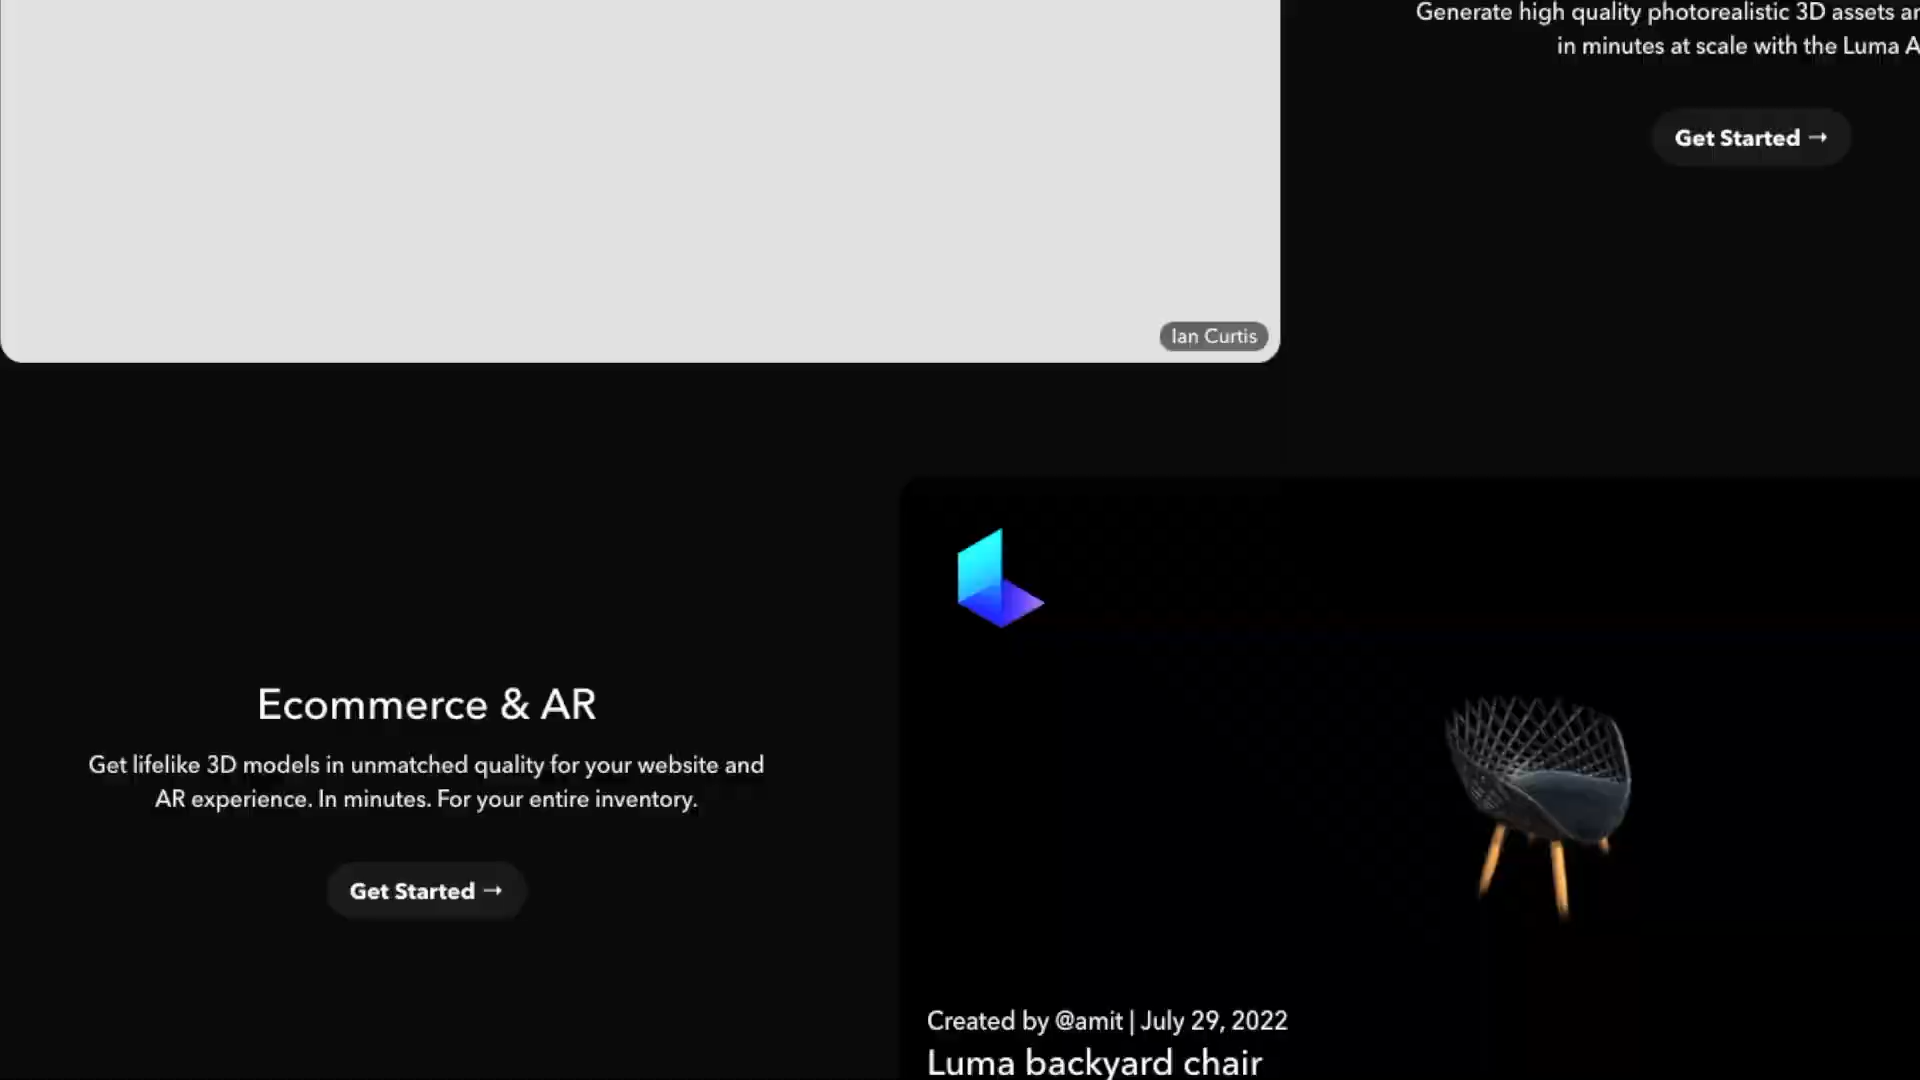 Generate high quality photorealistic 3D assets
in minutes at scale with the Luma
Get Started →
Ian Curtis
Ecommerce & AR
Get lifelike 3D models in unmatched quality for your website and
AR experience. In minutes. For your entire inventory.
Get Started →
Created by @amit | July 29, 2022
Luma backyard chair